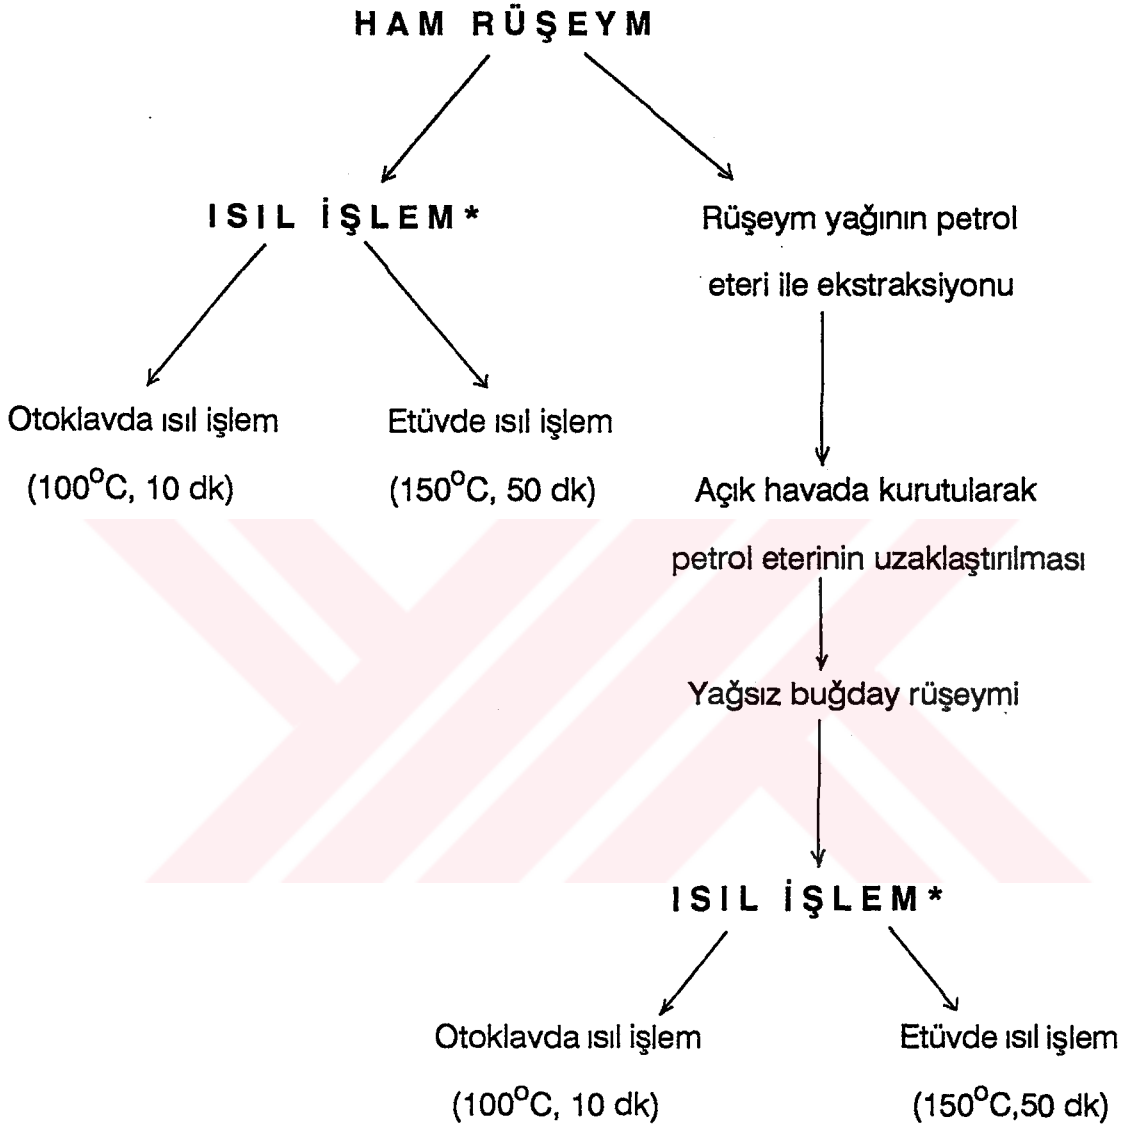 HAM RÜŞEYM
ISIL İŞLEM*
Rüşeym yağının petrol
eteri ile ekstraksiyonu
Otoklavda ısıl işlem
(100°C, 10 dk)
Etüvde ısıl işlem
(150°C, 50 dk)
Açık havada kurutularak
petrol eterinin uzaklaştırılması
Yağsız buğday rüşeymi
ISIL İŞLEM*
Otoklavda ısıl işlem
(100°C, 10 dk)
Etüvde ısıl işlem
(150°C,50 dk)